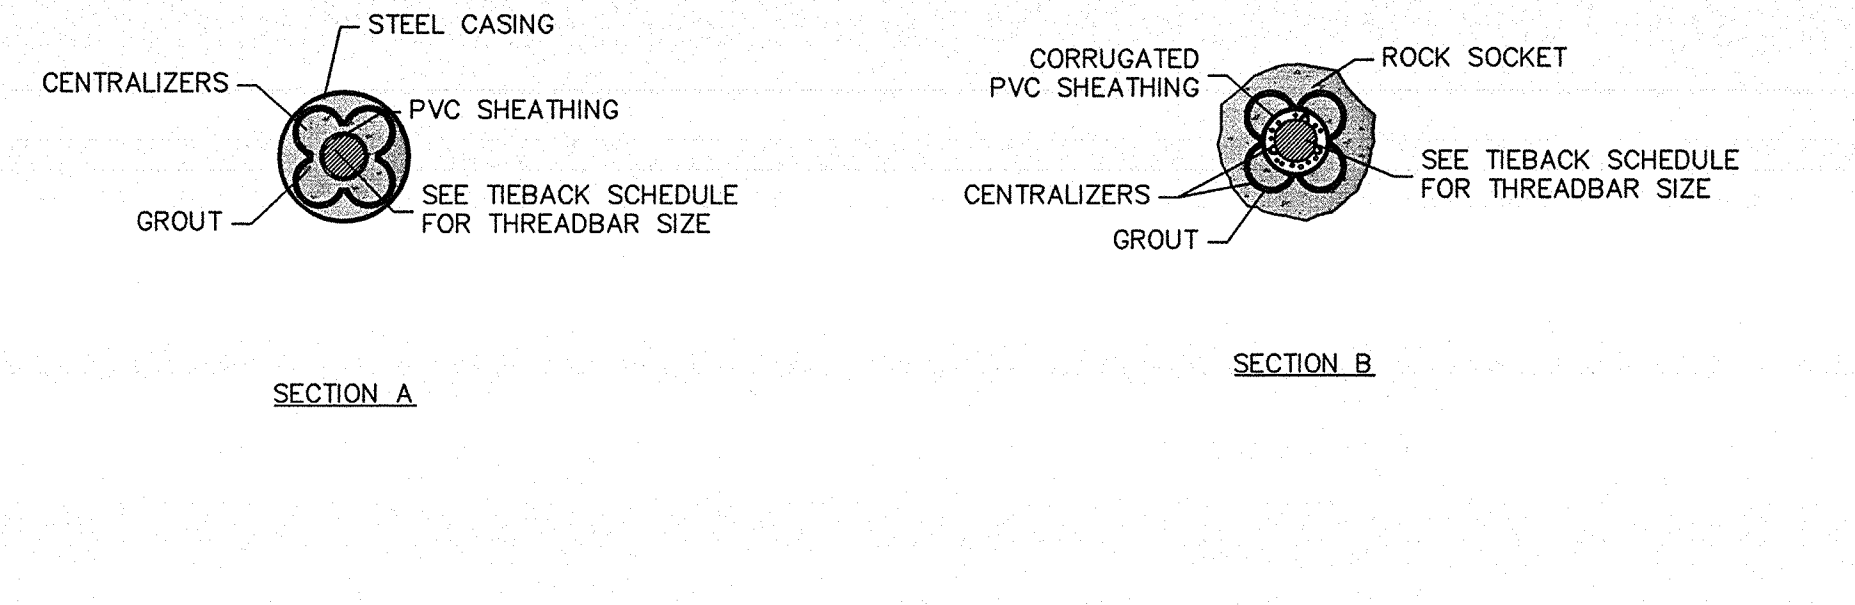 STEEL CASING
CENTRALIZERS
PVC SHEATHING
SEE TIEBACK SCHEDULE
FOR THREADBAR SIZE
GROUT
SECTION A
CORRUGATED
PVC SHEATHING
ROCK SOCKET
SEE TIEBACK SCHEDULE
FOR THREADBAR SIZE
CENTRALIZERS
GROUT
SECTION B